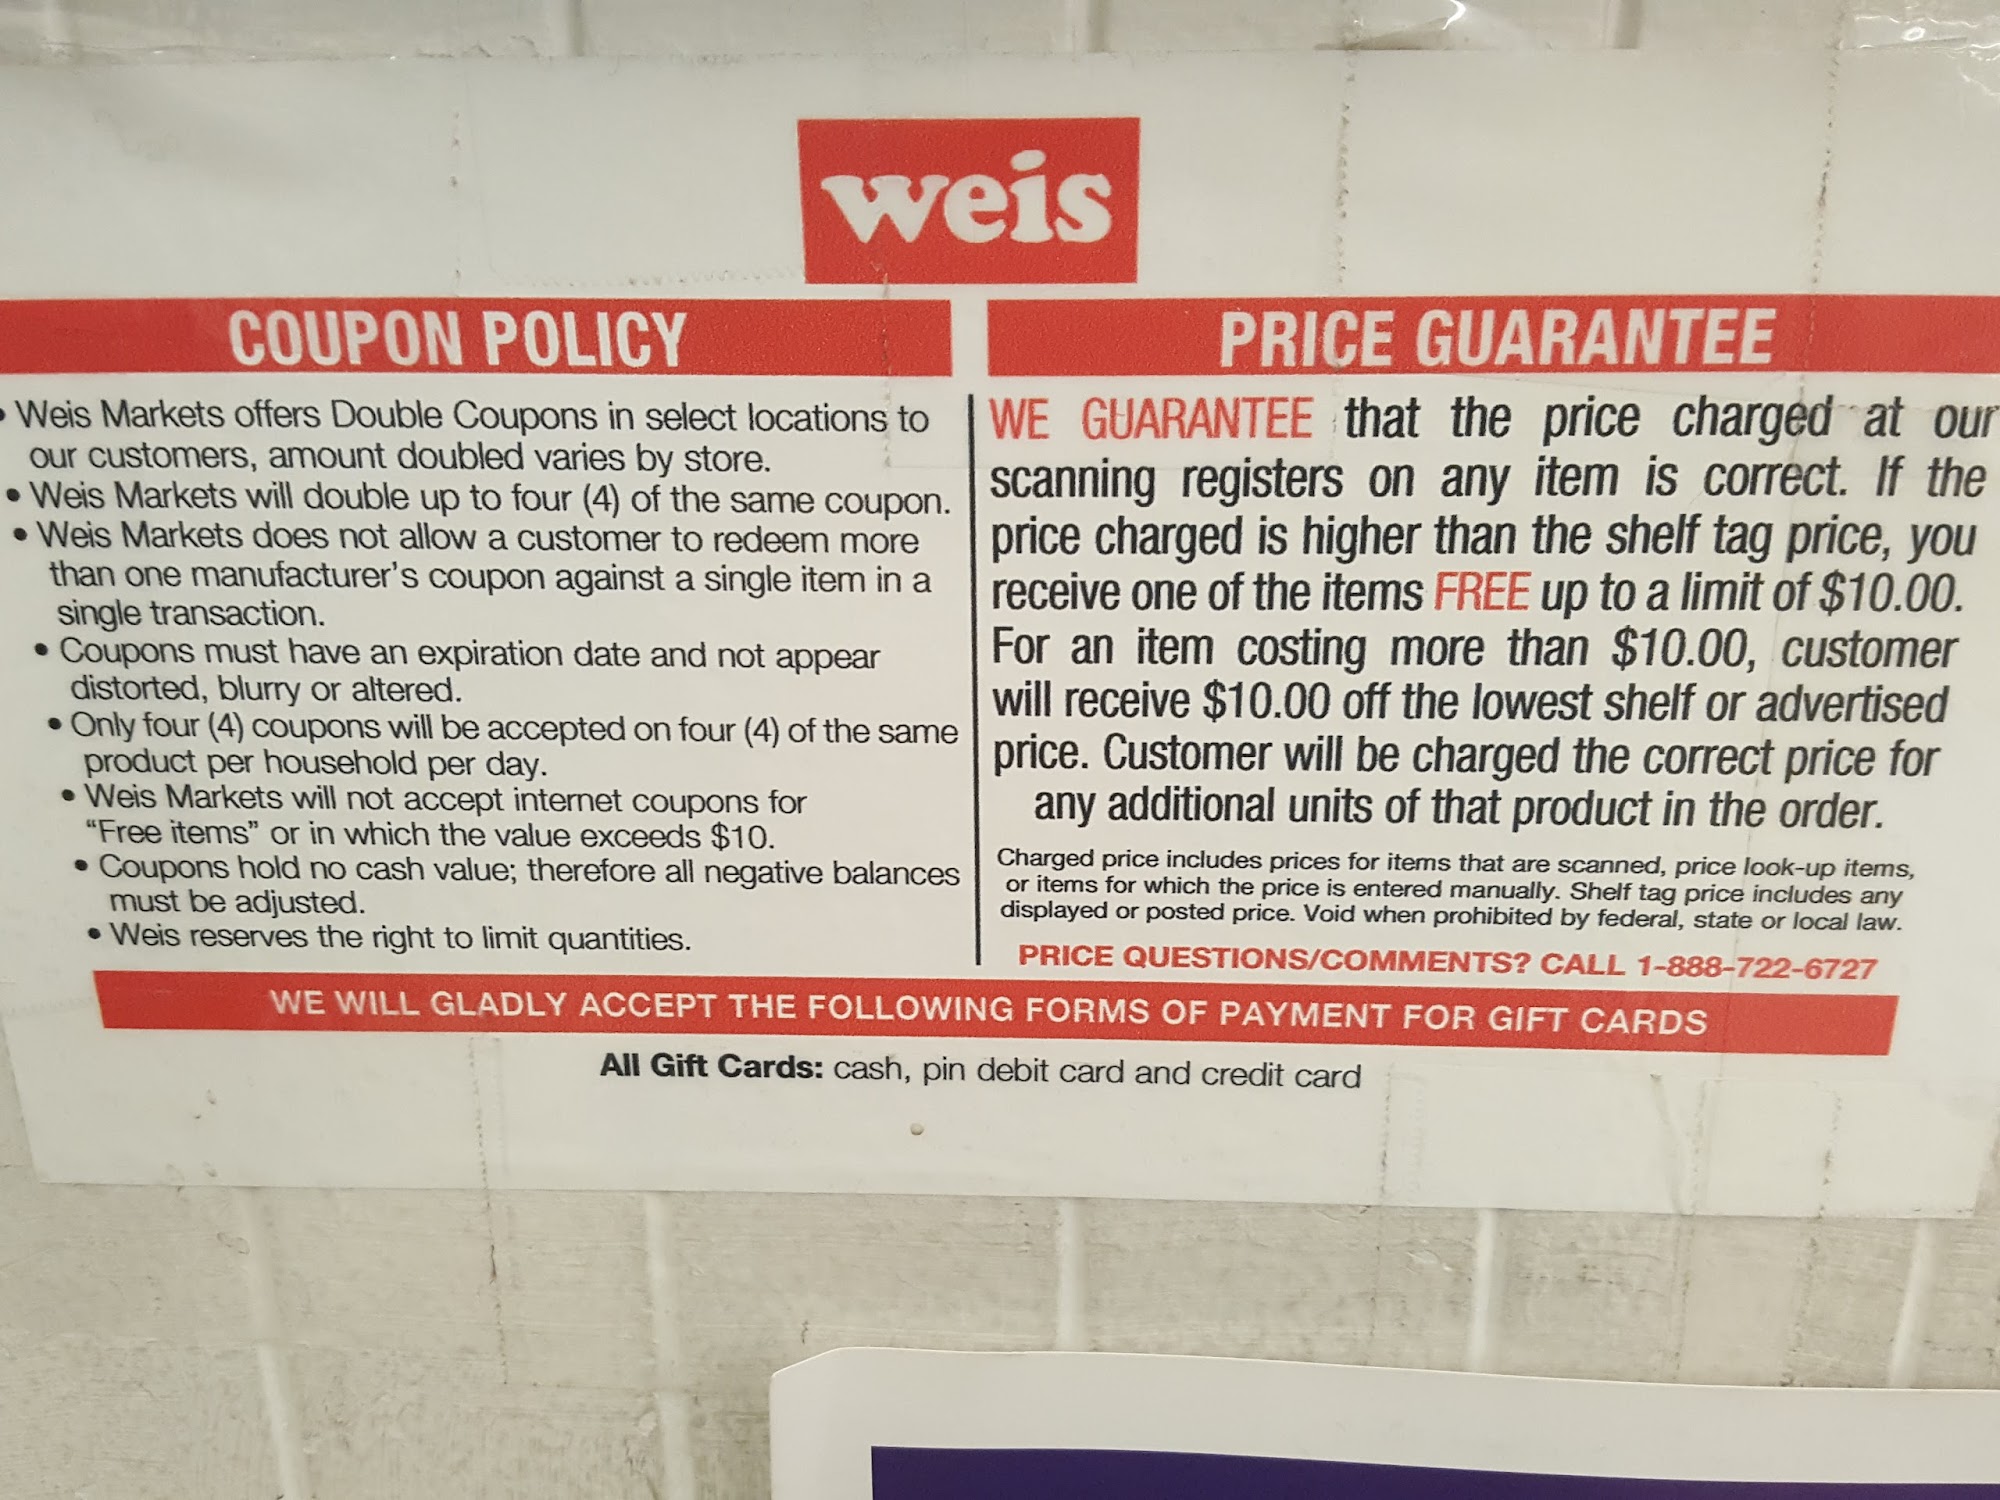 weis
COUPON POLICY
• Weis Markets offers Double Coupons in select locations to
our customers, amount doubled varies by store.
• Weis Markets will double up to four (4) of the same coupon.
• Weis Markets does not allow a customer to redeem more
than one manufacturer's coupon against a single item in a
single transaction.
• Coupons must have an expiration date and not appear
distorted, blurry or altered.
• Only four (4) coupons will be accepted on four (4) of the same
product per household per day.
• Weis Markets will not accept internet coupons for
“Free items” or in which the value exceeds $10.
• Coupons hold no cash value; therefore all negative balances
must be adjusted.
• Weis reserves the right to limit quantities.
PRICE GUARANTEE
WE GUARANTEE that the price charged at our
scanning registers on any item is correct. If the
price charged is higher than the shelf tag price, you
receive one of the items FREE up to a limit of $10.00.
For an item costing more than $10.00, customer
will receive $10.00 off the lowest shelf or advertised
price. Customer will be charged the correct price for
any additional units of that product in the order.
Charged price includes prices for items that are scanned, price look-up items,
or items for which the price is entered manually. Shelf tag price includes any
displayed or posted price. Void when prohibited by federal, state or local law.
PRICE QUESTIONS/COMMENTS? CALL 1-888-722-6727
WE WILL GLADLY ACCEPT THE FOLLOWING FORMS OF PAYMENT FOR GIFT CARDS
All Gift Cards: cash, pin debit card and credit card